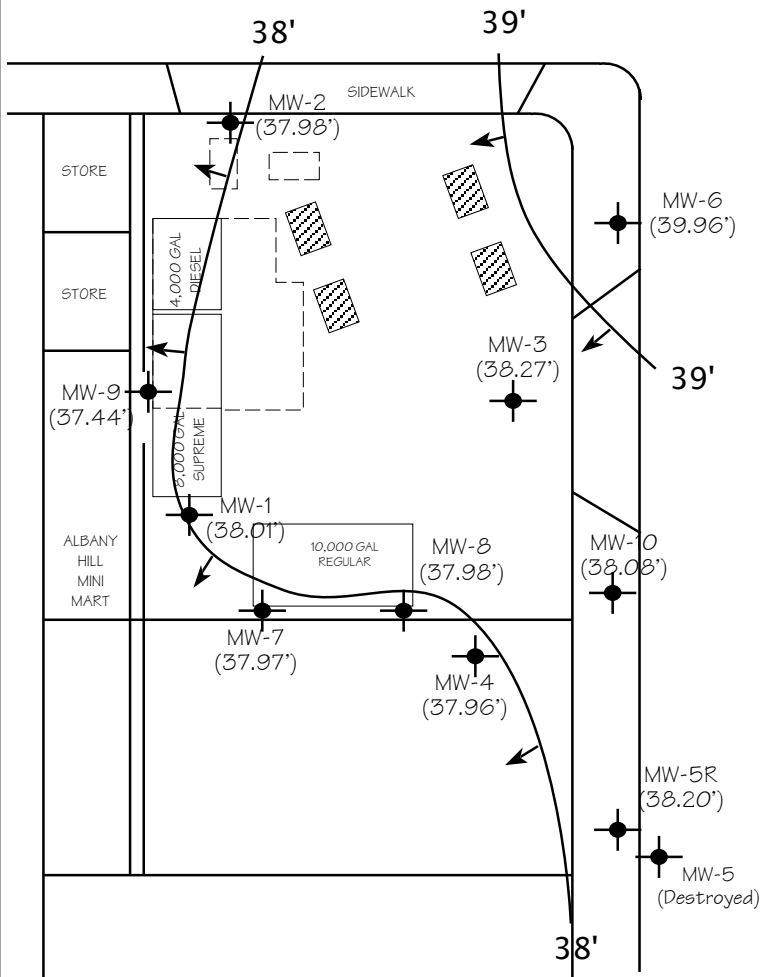 38'
39'
SIDEWALK
MW-2
(37.98')
STORE
MW-6
(39.96')
4,000 GAL
DIESEL
STORE
MW-3
(38.27')
39'
MW-9
(37.44')
8,000 GAL
SUPREME
MW-1
(38.01')
ALBANY
HILL
MINI
MART
10,000 GAL
REGULAR
MW-8
(37.98')
MW-10
(38.08')
MW-7
(37.97')
MW-4
(37.96')
MW-5R
(38.20')
MW-5
(Destroyed)
38'